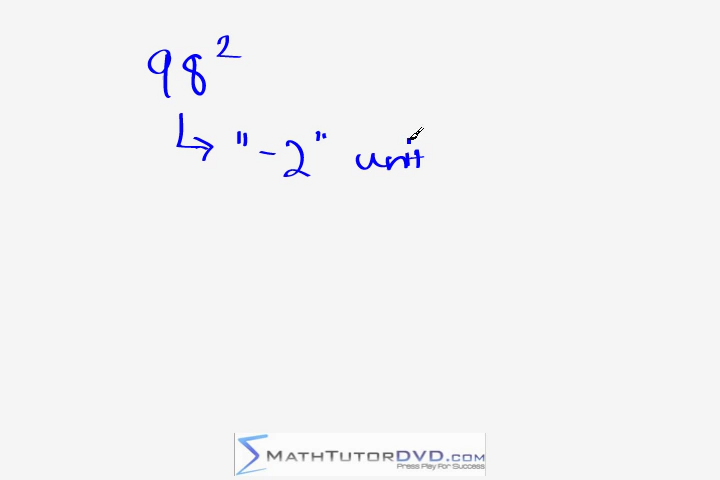 98²
↳ "-2" unit
MATHTUTORDVD.COM
Press Play For Success